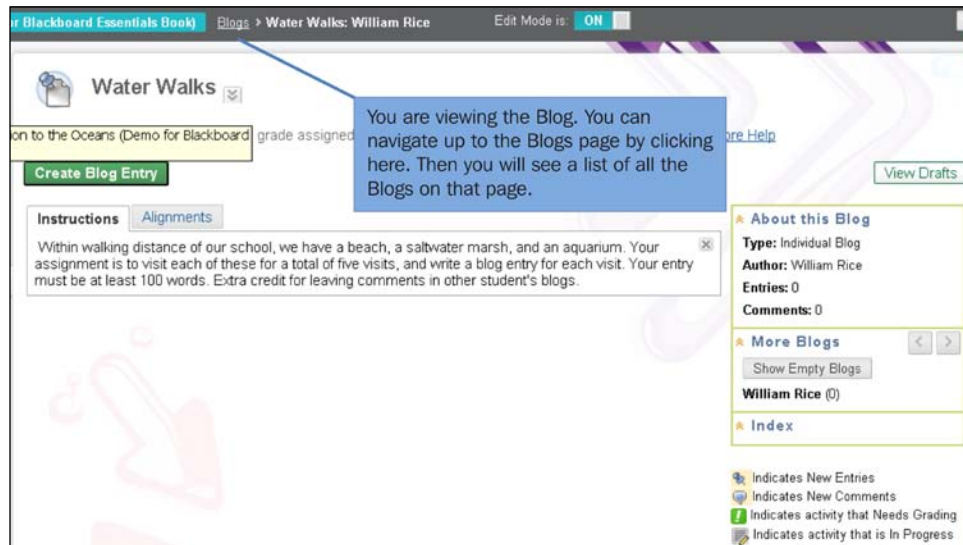 r Blackboard Essentials Book) Blogs > Water Walks: William Rice Edit Mode is: ON
Water Walks
You are viewing the Blog. You can
navigate up to the Blogs page by clicking
here. Then you will see a list of all the
Blogs on that page.
on to the Oceans (Demo for Blackboard grade assigned re Help
Create Blog Entry
View Drafts
Instructions Alignments
Within walking distance of our school, we have a beach, a saltwater marsh, and an aquarium. Your
assignment is to visit each of these for a total of five visits, and write a blog entry for each visit. Your entry
must be at least 100 words. Extra credit for leaving comments in other student's blogs.
About this Blog
Type: Individual Blog
Author: William Rice
Entries: 0
Comments: 0
More Blogs < >
Show Empty Blogs
William Rice (0)
Index
Indicates New Entries
Indicates New Comments
! Indicates activity that Needs Grading
Indicates activity that is In Progress